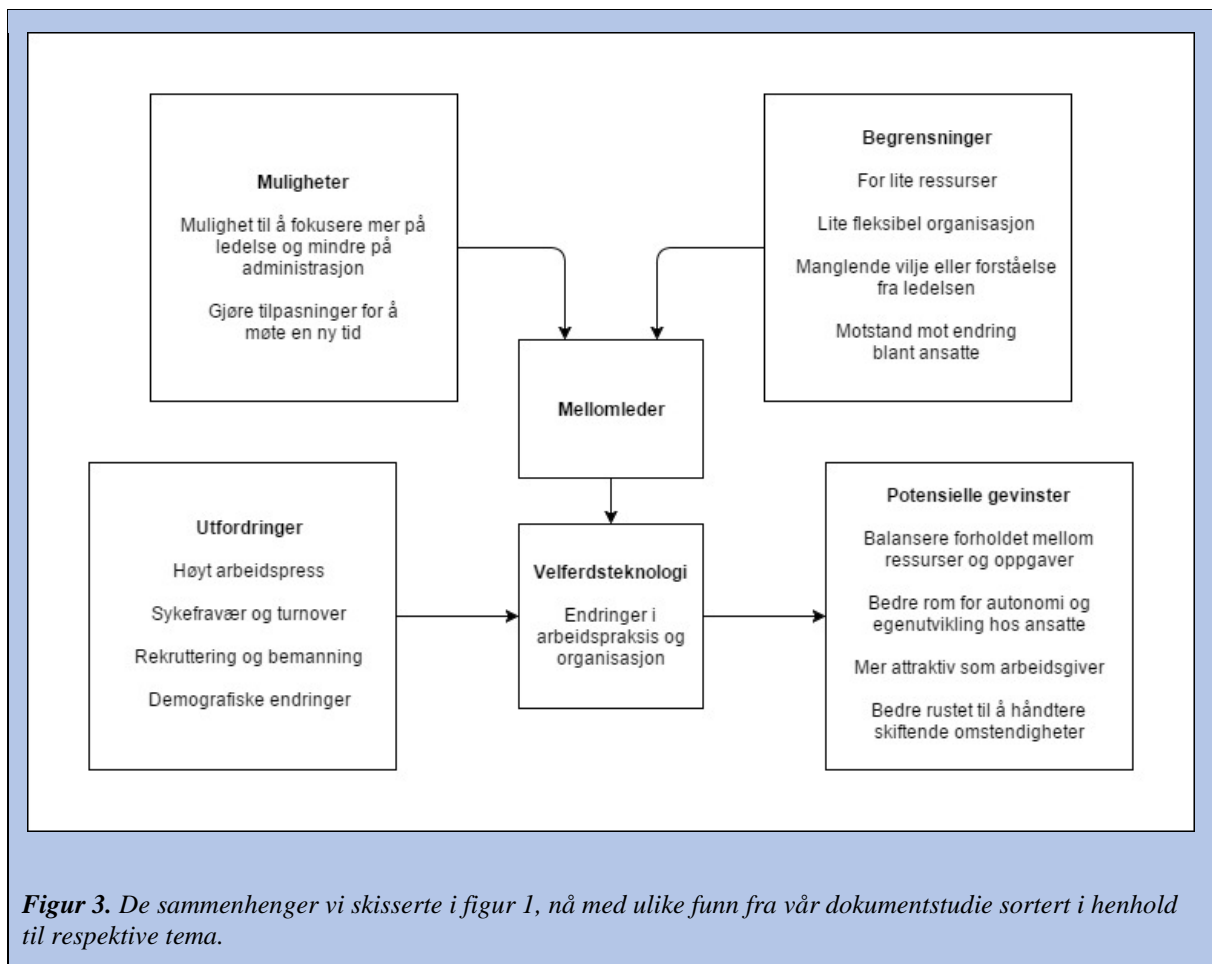 Muligheter
Mulighet til å fokusere mer på
ledelse og mindre på
administrasjon
Gjøre tilpasninger for å
møte en ny tid
Begrensninger
For lite ressurser
Lite fleksibel organisasjon
Manglende vilje eller forståelse
fra ledelsen
Motstand mot endring
blant ansatte
Mellomleder
Utfordringer
Høyt arbeidspress
Sykefravær og turnover
Rekruttering og bemanning
Demografiske endringer
Velferdsteknologi
Endringer i
arbeidspraksis og
organisasjon
Potensielle gevinster
Balansere forholdet mellom
ressurser og oppgaver
Bedre rom for autonomi og
egenutvikling hos ansatte
Mer attraktiv som arbeidsgiver
Bedre rustet til å håndtere
skiftende omstendigheter
Figur 3. De sammenhenger vi skisserte i figur 1, nå med ulike funn fra vår dokumentstudie sortert i henhold
til respektive tema.